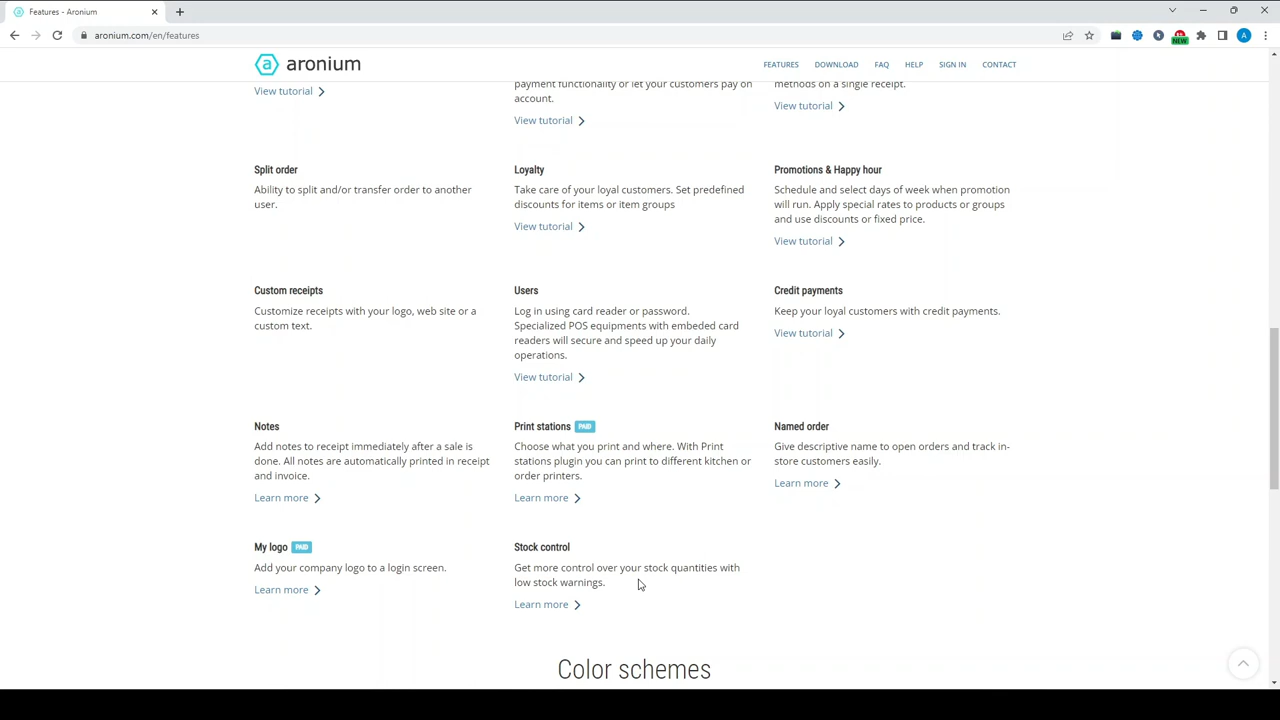 Features - Aronium
aronium.com/en/features
NEW
A
a aronium
FEATURES DOWNLOAD FAQ HELP SIGN IN CONTACT
View tutorial
payment functionality or let your customers pay on
account.
View tutorial
methods on a single receipt.
View tutorial
Split order
Ability to split and/or transfer order to another
user.
Loyalty
Take care of your loyal customers. Set predefined
discounts for items or item groups
View tutorial
Promotions & Happy hour
Schedule and select days of week when promotion
will run. Apply special rates to products or groups
and use discounts or fixed price.
View tutorial
Custom receipts
Customize receipts with your logo, web site or a
custom text.
Users
Log in using card reader or password.
Specialized POS equipments with embeded card
readers will secure and speed up your daily
operations.
View tutorial
Credit payments
Keep your loyal customers with credit payments.
View tutorial
Notes
Add notes to receipt immediately after a sale is
done. All notes are automatically printed in receipt
and invoice.
Learn more
Print stations PAID
Choose what you print and where. With Print
stations plugin you can print to different kitchen or
order printers.
Learn more
Named order
Give descriptive name to open orders and track in-
store customers easily.
Learn more
My logo PAID
Add your company logo to a login screen.
Learn more
Stock control
Get more control over your stock quantities with
low stock warnings.
Learn more
Color schemes